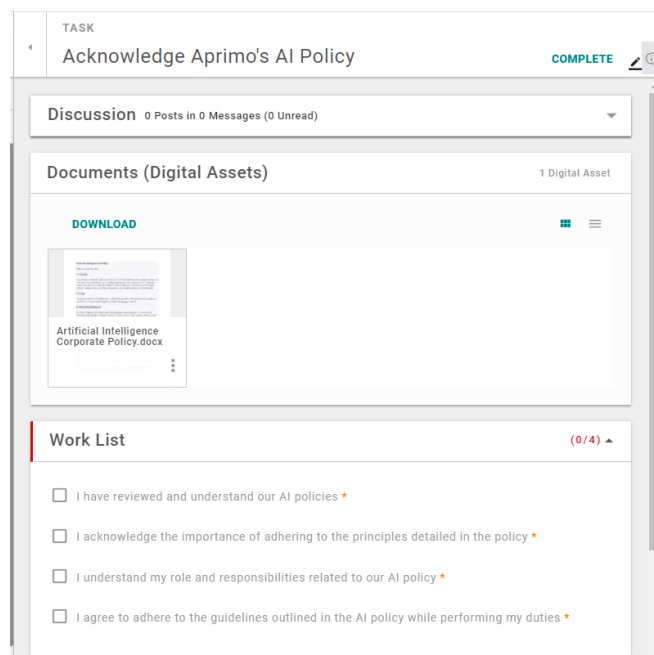 TASK
Acknowledge Aprimo's AI Policy
COMPLETE
Discussion 0 Posts in 0 Messages (0 Unread)
Documents (Digital Assets)
1 Digital Asset
DOWNLOAD
Artificial Intelligence
Corporate Policy.docx
Work List
(0/4)
I have reviewed and understand our AI policies *
I acknowledge the importance of adhering to the principles detailed in the policy *
I understand my role and responsibilities related to our AI policy *
I agree to adhere to the guidelines outlined in the AI policy while performing my duties *